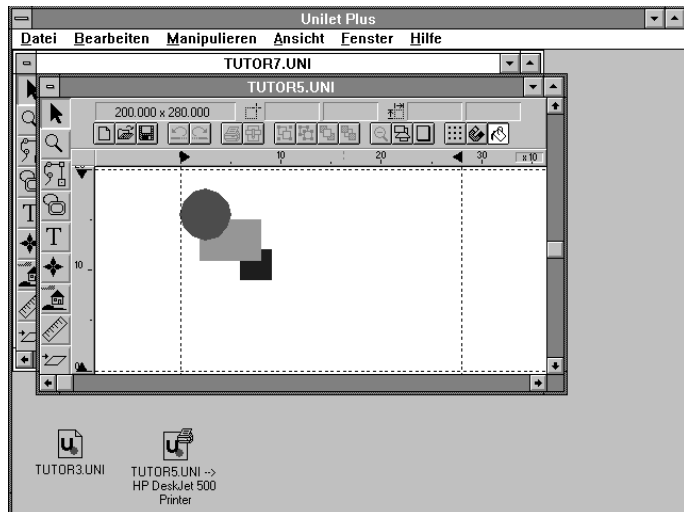 Unilet Plus
Datei Bearbeiten Manipulieren Ansicht Fenster Hilfe
TUTOR7.UNI
TUTOR5.UNI
200.000 x 280.000
10 20 30 x 10
T
T
10
0
TUTOR3.UNI
TUTOR5.UNI -->
HP DeskJet 500
Printer